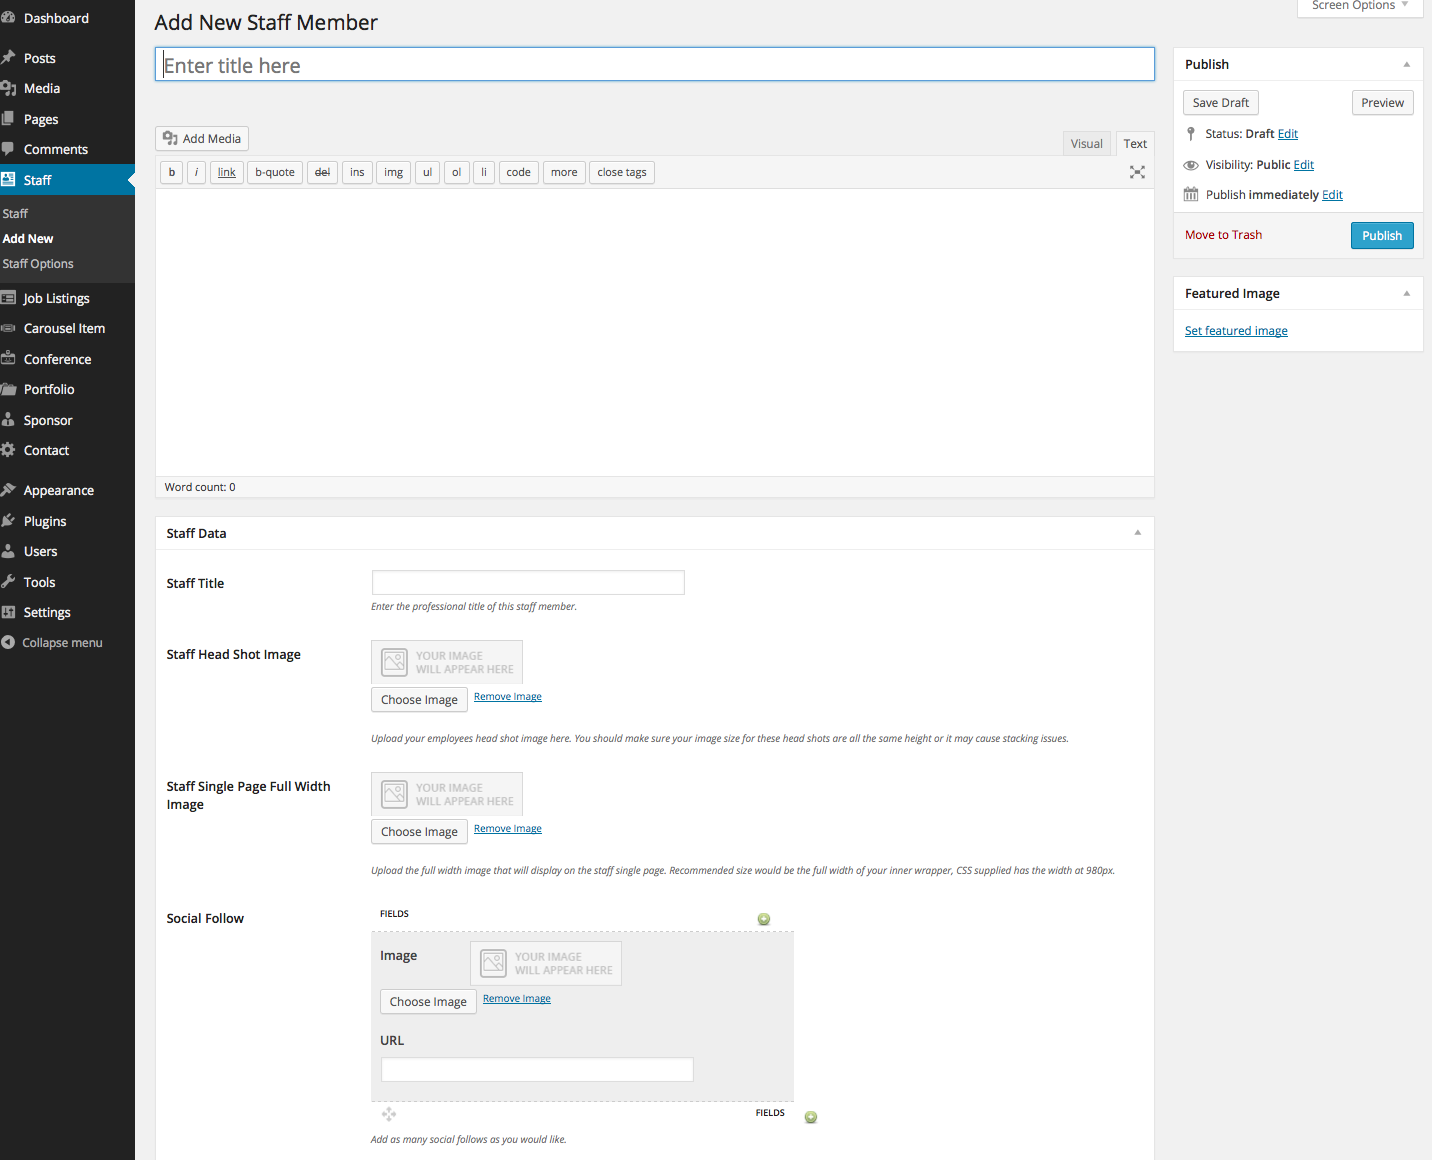 Dashboard
Posts
Media
Pages
Comments
Staff
Staff
Add New
Staff Options
Job Listings
Carousel Item
Conference
Portfolio
Sponsor
Contact
Appearance
Plugins
Users
Tools
Settings
Collapse menu
Screen Options
Add New Staff Member
Enter title here
Add Media
Visual Text
b i link b-quote del ins img ul ol li code more close tags
Word count: 0
Staff Data
Staff Title
Enter the professional title of this staff member.
Staff Head Shot Image
YOUR IMAGE
WILL APPEAR HERE
Choose Image Remove Image
Upload your employees head shot image here. You should make sure your image size for these head shots are all the same height or it may cause stacking issues.
Staff Single Page Full Width
Image
YOUR IMAGE
WILL APPEAR HERE
Choose Image Remove Image
Upload the full width image that will display on the staff single page. Recommended size would be the full width of your inner wrapper, CSS supplied has the width at 980px.
Social Follow
FIELDS
Image
YOUR IMAGE
WILL APPEAR HERE
Choose Image Remove Image
URL
FIELDS
Add as many social follows as you would like.
Publish
Save Draft Preview
Status: Draft Edit
Visibility: Public Edit
Publish immediately Edit
Move to Trash Publish
Featured Image
Set featured image